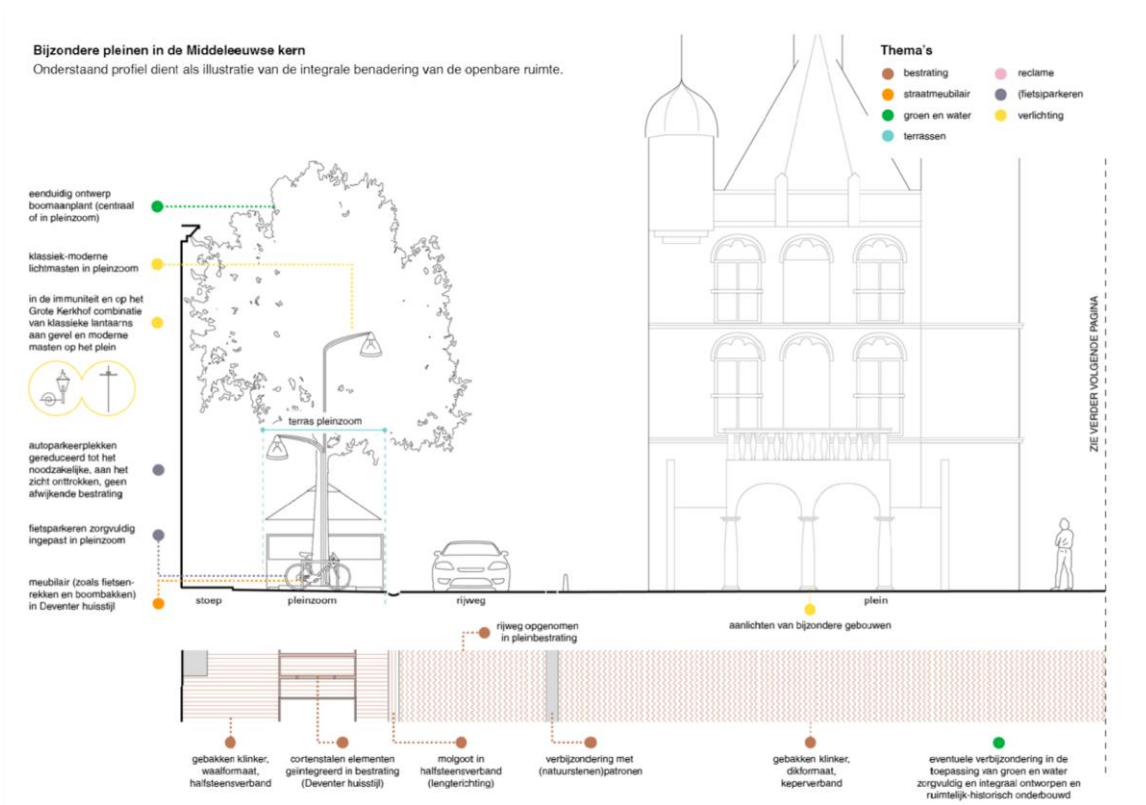 Bijzondere pleinen in de Middeleeuwse kern
Onderstaand profiel dient als illustratie van de integrale benadering van de openbare ruimte.
Thema's
bestrating
straatmeubilair
groen en water
terrassen
reclame
(fiets)parkeren
verlichting
eenduidig ontwerp
boomaanplant (centraal
of in pleinzoom)
klassiek-moderne
lichtmasten in pleinzoom
in de immuniteit en op het
Grote Kerkhof combinatie
van klassieke lantaarns
aan gevel en moderne
masten op het plein
autoparkeerplekken
gereduceerd tot het
noodzakelijke, aan het
zicht onttrokken, geen
afwijkende bestrating
fietsparkeren zorgvuldig
ingepast in pleinzoom
meubilair (zoals fietsen-
rekken en boombakken)
in Deventer huisstijl
terras pleinzoom
ZIE VERDER VOLGENDE PAGINA
stoep
pleinzoom
rijweg
plein
rijweg opgenomen
in pleinbestrating
aanlichten van bijzondere gebouwen
gebakken klinker,
waalformaat,
halfsteensverband
cortenstalen elementen
geïntegreerd in bestrating
(Deventer huisstijl)
molgoot in
halfsteensverband
(lengterichting)
verbijzondering met
(natuurstenen)patronen
gebakken klinker,
dikformaat,
keperverband
eventuele verbijzondering in de
toepassing van groen en water
zorgvuldig en integraal ontworpen en
ruimtelijk-historisch onderbouwd